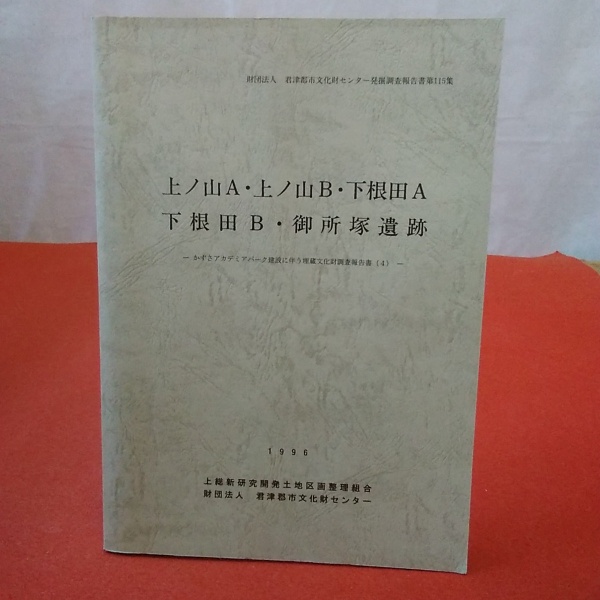 財団法人 君津郡市文化財センター発掘調査報告書第115集
上ノ山A・上ノ山B・下根田A
下根田B・御所塚遺跡
― かずさアカデミアパーク建設に伴う埋蔵文化財調査報告書(4) ―
1996
上総新研究開発土地区画整理組合
財団法人 君津郡市文化財センター